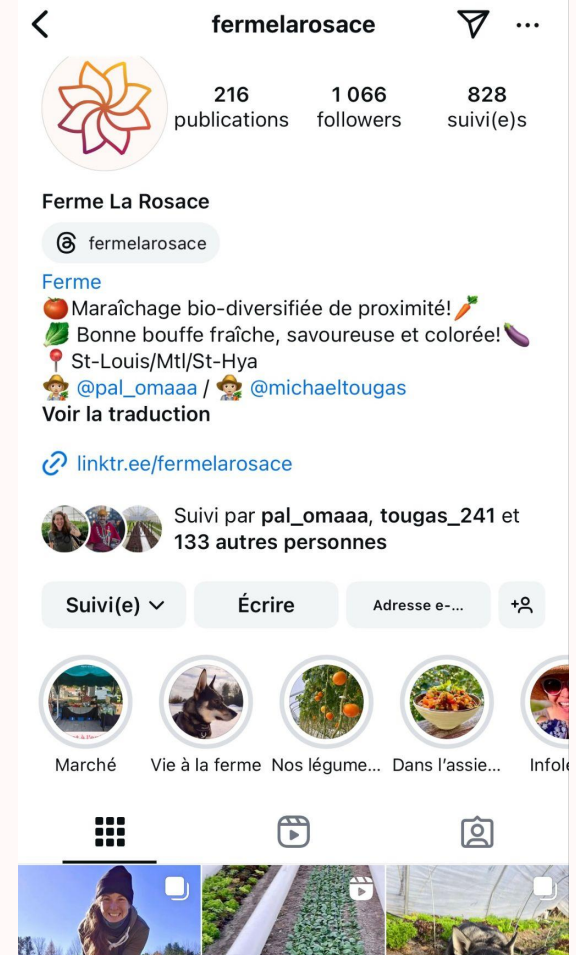 fermelarosace
216
publications
1 066
followers
828
suivi(e)s
Ferme La Rosace
fermelarosace
Ferme
🍅Maraîchage bio-diversifiée de proximité!🥕
🥬 Bonne bouffe fraîche, savoureuse et colorée!🍆
📍 St-Louis/Mtl/St-Hya
🧑🏼‍🌾 @pal_omaaa / 🧑🏼‍🌾 @michaeltougas
Voir la traduction
linktr.ee/fermelarosace
Suivi par pal_omaaa, tougas_241 et
133 autres personnes
Suivi(e)
Écrire
Adresse e-...
Marché
Vie à la ferme
Nos légume...
Dans l'assie...
Infole